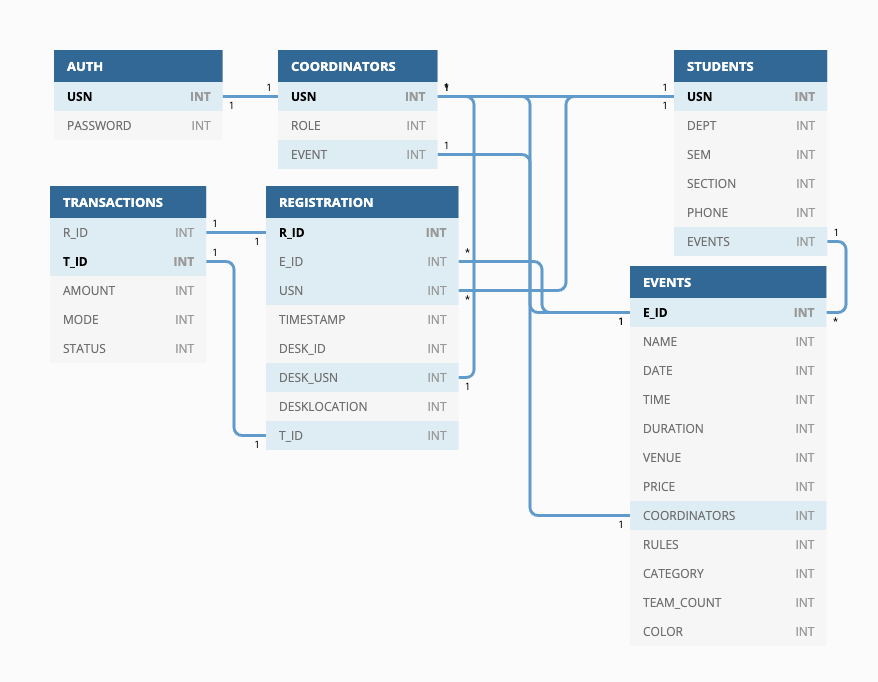 AUTH
USN INT
PASSWORD INT
1
1
COORDINATORS
USN INT
ROLE INT
EVENT INT
1
1
STUDENTS
USN INT
DEPT INT
SEM INT
SECTION INT
PHONE INT
EVENTS INT
1
1
1
TRANSACTIONS
R_ID INT
T_ID INT
AMOUNT INT
MODE INT
STATUS INT
1
1
1
1
REGISTRATION
R_ID INT
E_ID INT
USN INT
TIMESTAMP INT
DESK_ID INT
DESK_USN INT
DESKLOCATION INT
T_ID INT
*
*
1
EVENTS
E_ID INT
NAME INT
DATE INT
TIME INT
DURATION INT
VENUE INT
PRICE INT
COORDINATORS INT
RULES INT
CATEGORY INT
TEAM_COUNT INT
COLOR INT
1
*
1